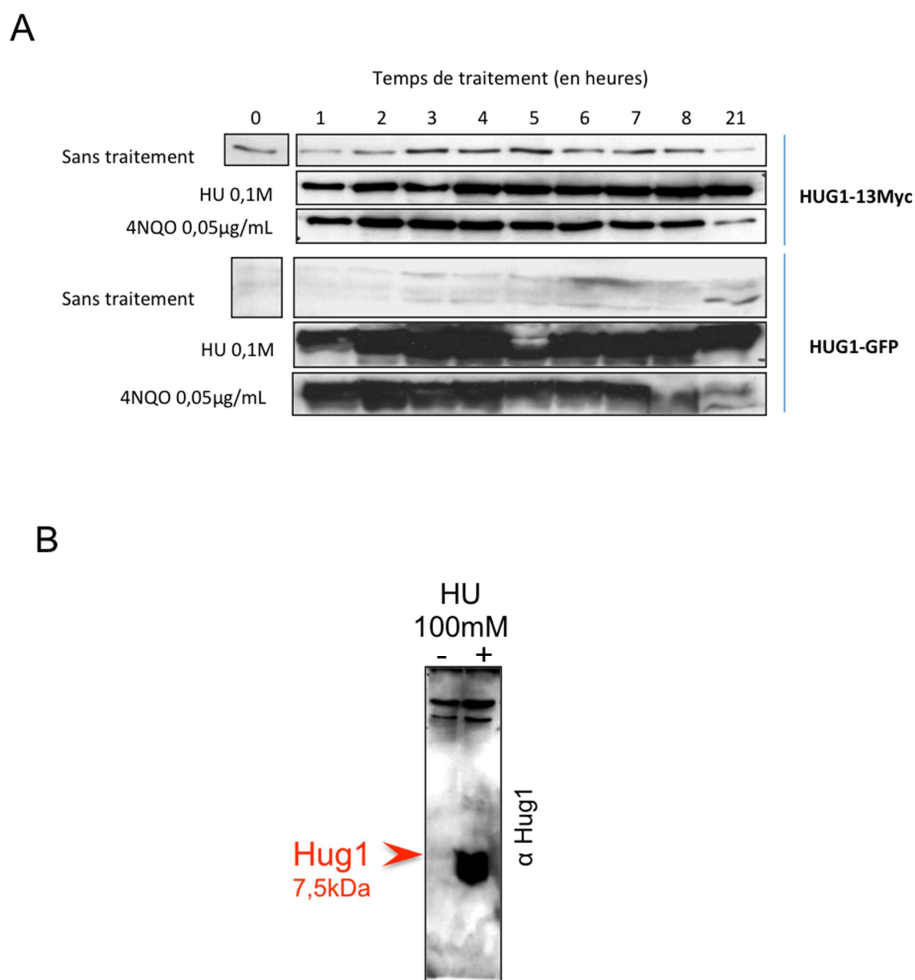 A
Temps de traitement (en heures)
0 1 2 3 4 5 6 7 8 21
Sans traitement
HU 0,1M
4NQO 0,05µg/mL
HUG1-13Myc
Sans traitement
HU 0,1M
4NQO 0,05µg/mL
HUG1-GFP
B
HU
100mM
- +
Hug1
7,5kDa
α Hug1